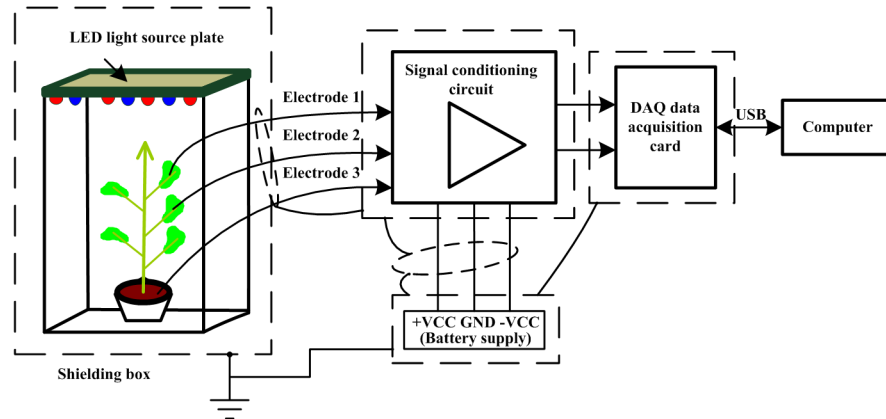 LED light source plate
Electrode 1
Electrode 2
Electrode 3
Signal conditioning
circuit
DAQ data
acquisition
card
USB
Computer
+VCC GND -VCC
(Battery supply)
Shielding box